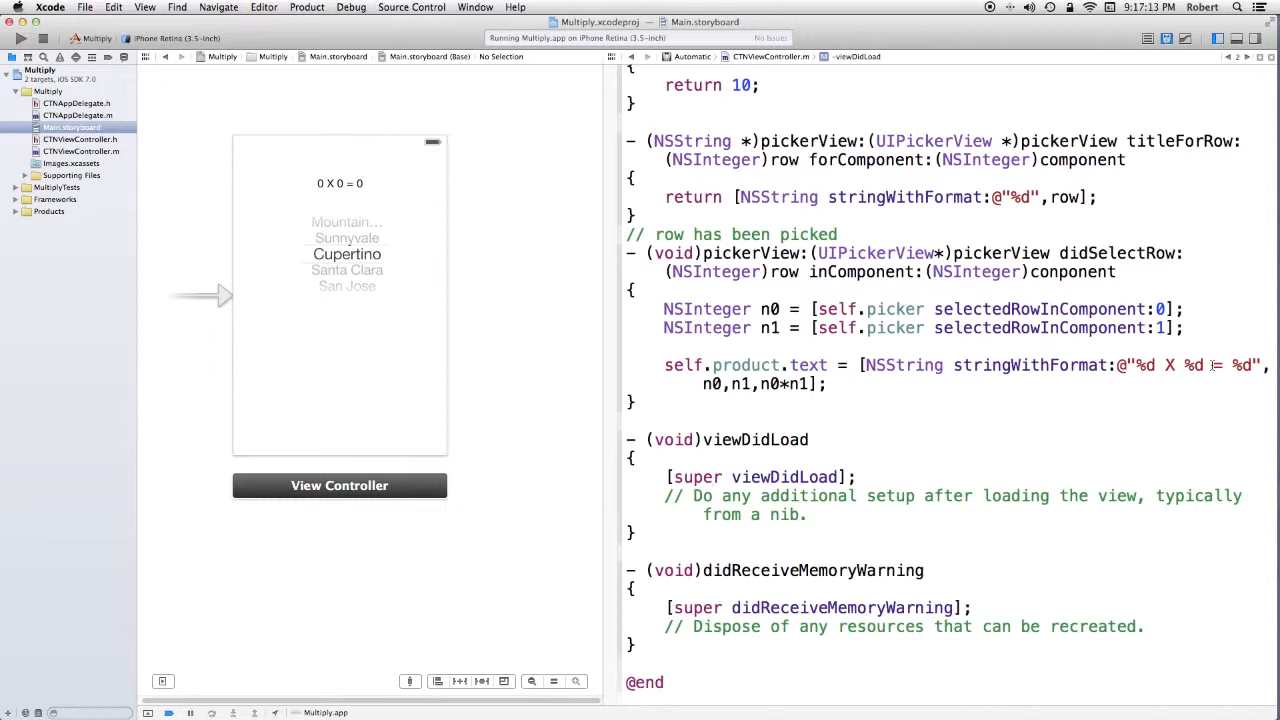 Xcode File Edit View Find Navigate Editor Product Debug Source Control Window Help 9:17:13 PM Robert
Multiply.xcodeproj — Main.storyboard
Multiply iPhone Retina (3.5-inch)
Running Multiply.app on iPhone Retina (3.5-inch) No Issues
Multiply Multiply Main.storyboard Main.storyboard (Base) No Selection
Automatic CTNViewController.m -viewDidLoad 2
Multiply
2 targets, iOS SDK 7.0
Multiply
CTNAppDelegate.h
CTNAppDelegate.m
Main.storyboard
CTNViewController.h
CTNViewController.m
Images.xcassets
Supporting Files
MultiplyTests
Frameworks
Products
0 X 0 = 0
Mountain...
Sunnyvale
Cupertino
Santa Clara
San Jose
View Controller
{
return 10;
}
- (NSString *)pickerView:(UIPickerView *)pickerView titleForRow:
(NSInteger)row forComponent:(NSInteger)component
{
return [NSString stringWithFormat:@"%d",row];
}
// row has been picked
- (void)pickerView:(UIPickerView*)pickerView didSelectRow:
(NSInteger)row inComponent:(NSInteger)conponent
{
NSInteger n0 = [self.picker selectedRowInComponent:0];
NSInteger n1 = [self.picker selectedRowInComponent:1];
self.product.text = [NSString stringWithFormat:@"%d X %d = %d",
n0,n1,n0*n1];
}
- (void)viewDidLoad
{
[super viewDidLoad];
// Do any additional setup after loading the view, typically
from a nib.
}
- (void)didReceiveMemoryWarning
{
[super didReceiveMemoryWarning];
// Dispose of any resources that can be recreated.
}
@end
Multiply.app